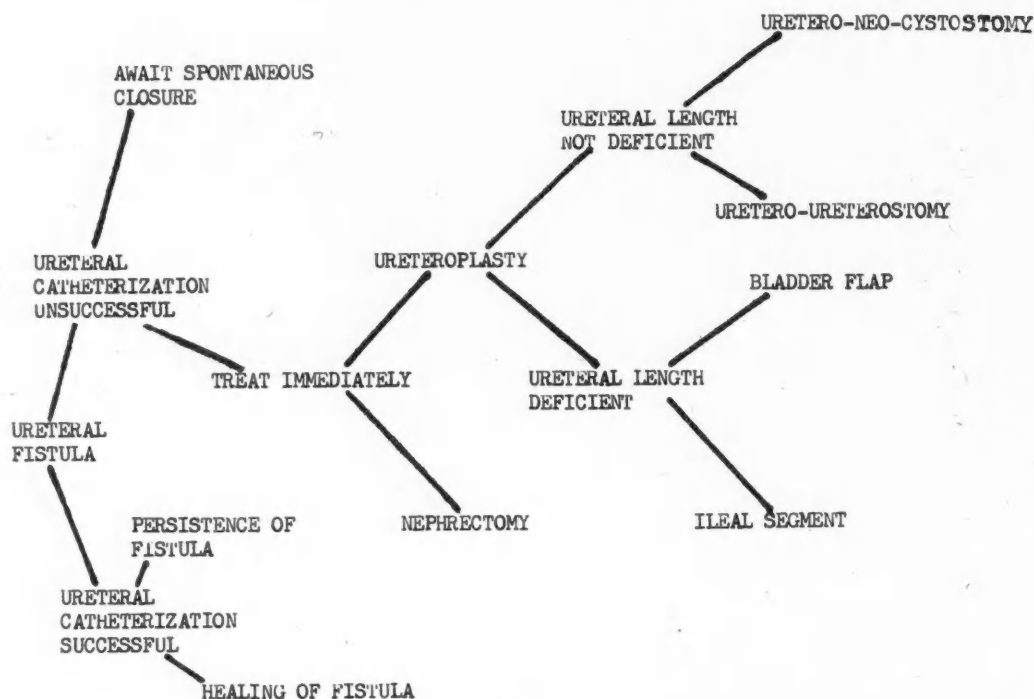 URETERO-NEO-CYSTOSTOMY
AWAIT SPONTANEOUS
CLOSURE
URETERAL LENGTH
NOT DEFICIENT
URETERO-URETEROSTOMY
URETERAL
CATHETERIZATION
UNSUCCESSFUL
URETEROPLASTY
BLADDER FLAP
TREAT IMMEDIATELY
URETERAL LENGTH
DEFICIENT
URETERAL
FISTULA
PERSISTENCE OF
FISTULA
NEPHRECTOMY
ILEAL SEGMENT
URETERAL
CATHETERIZATION
SUCCESSFUL
HEALING OF FISTULA